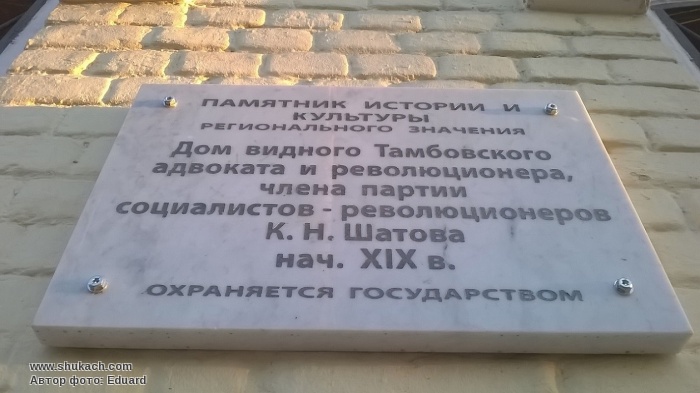 ПАМЯТНИК ИСТОРИИ И
КУЛЬТУРЫ
РЕГИОНАЛЬНОГО ЗНАЧЕНИЯ
Дом видного Тамбовского
адвоката и революционера,
члена партии
социалистов - революционеров
К. Н. Шатова
нач. XIX в.
ОХРАНЯЕТСЯ ГОСУДАРСТВОМ
www.shukach.com
Автор фото: Eduard